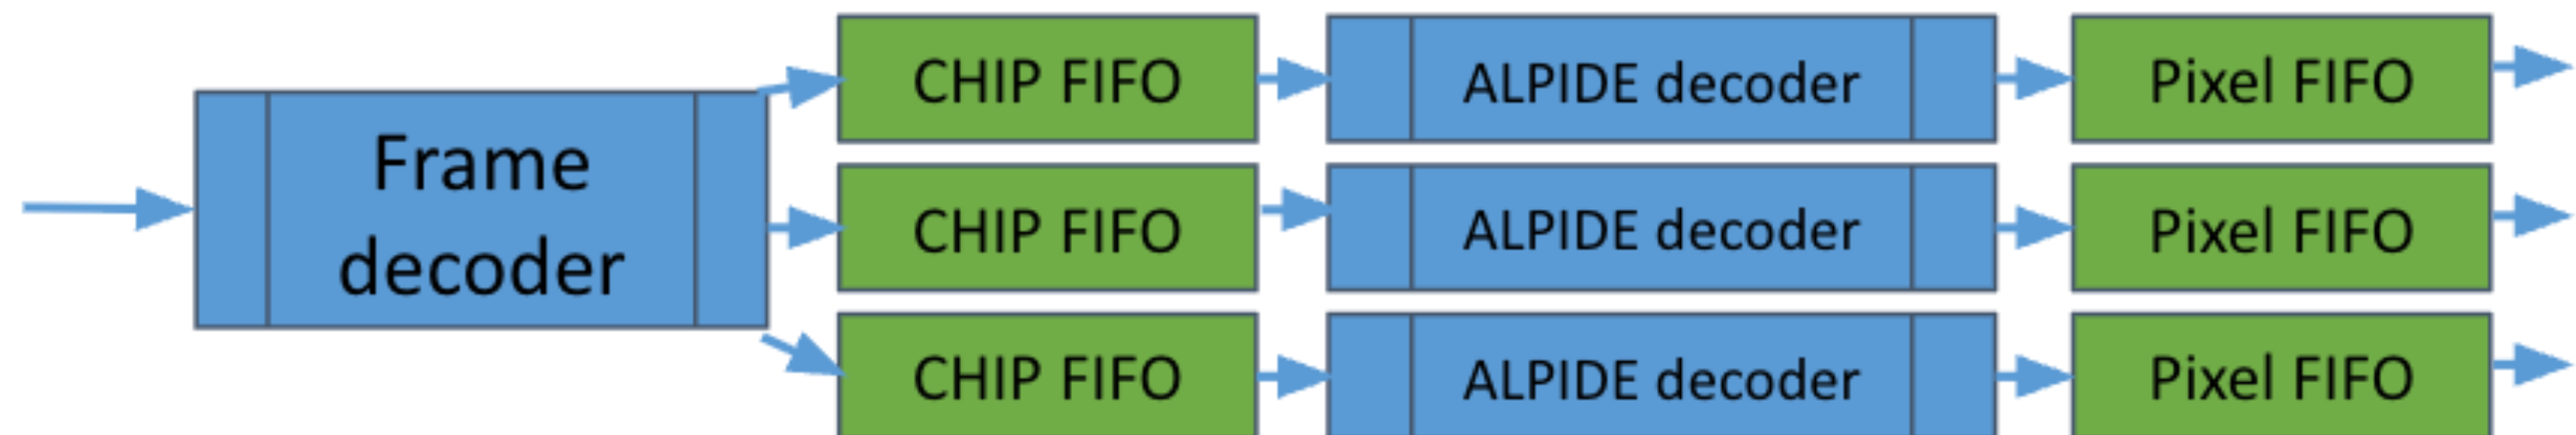 Frame
decoder
CHIP FIFO
ALPIDE decoder
Pixel FIFO
CHIP FIFO
ALPIDE decoder
Pixel FIFO
CHIP FIFO
ALPIDE decoder
Pixel FIFO